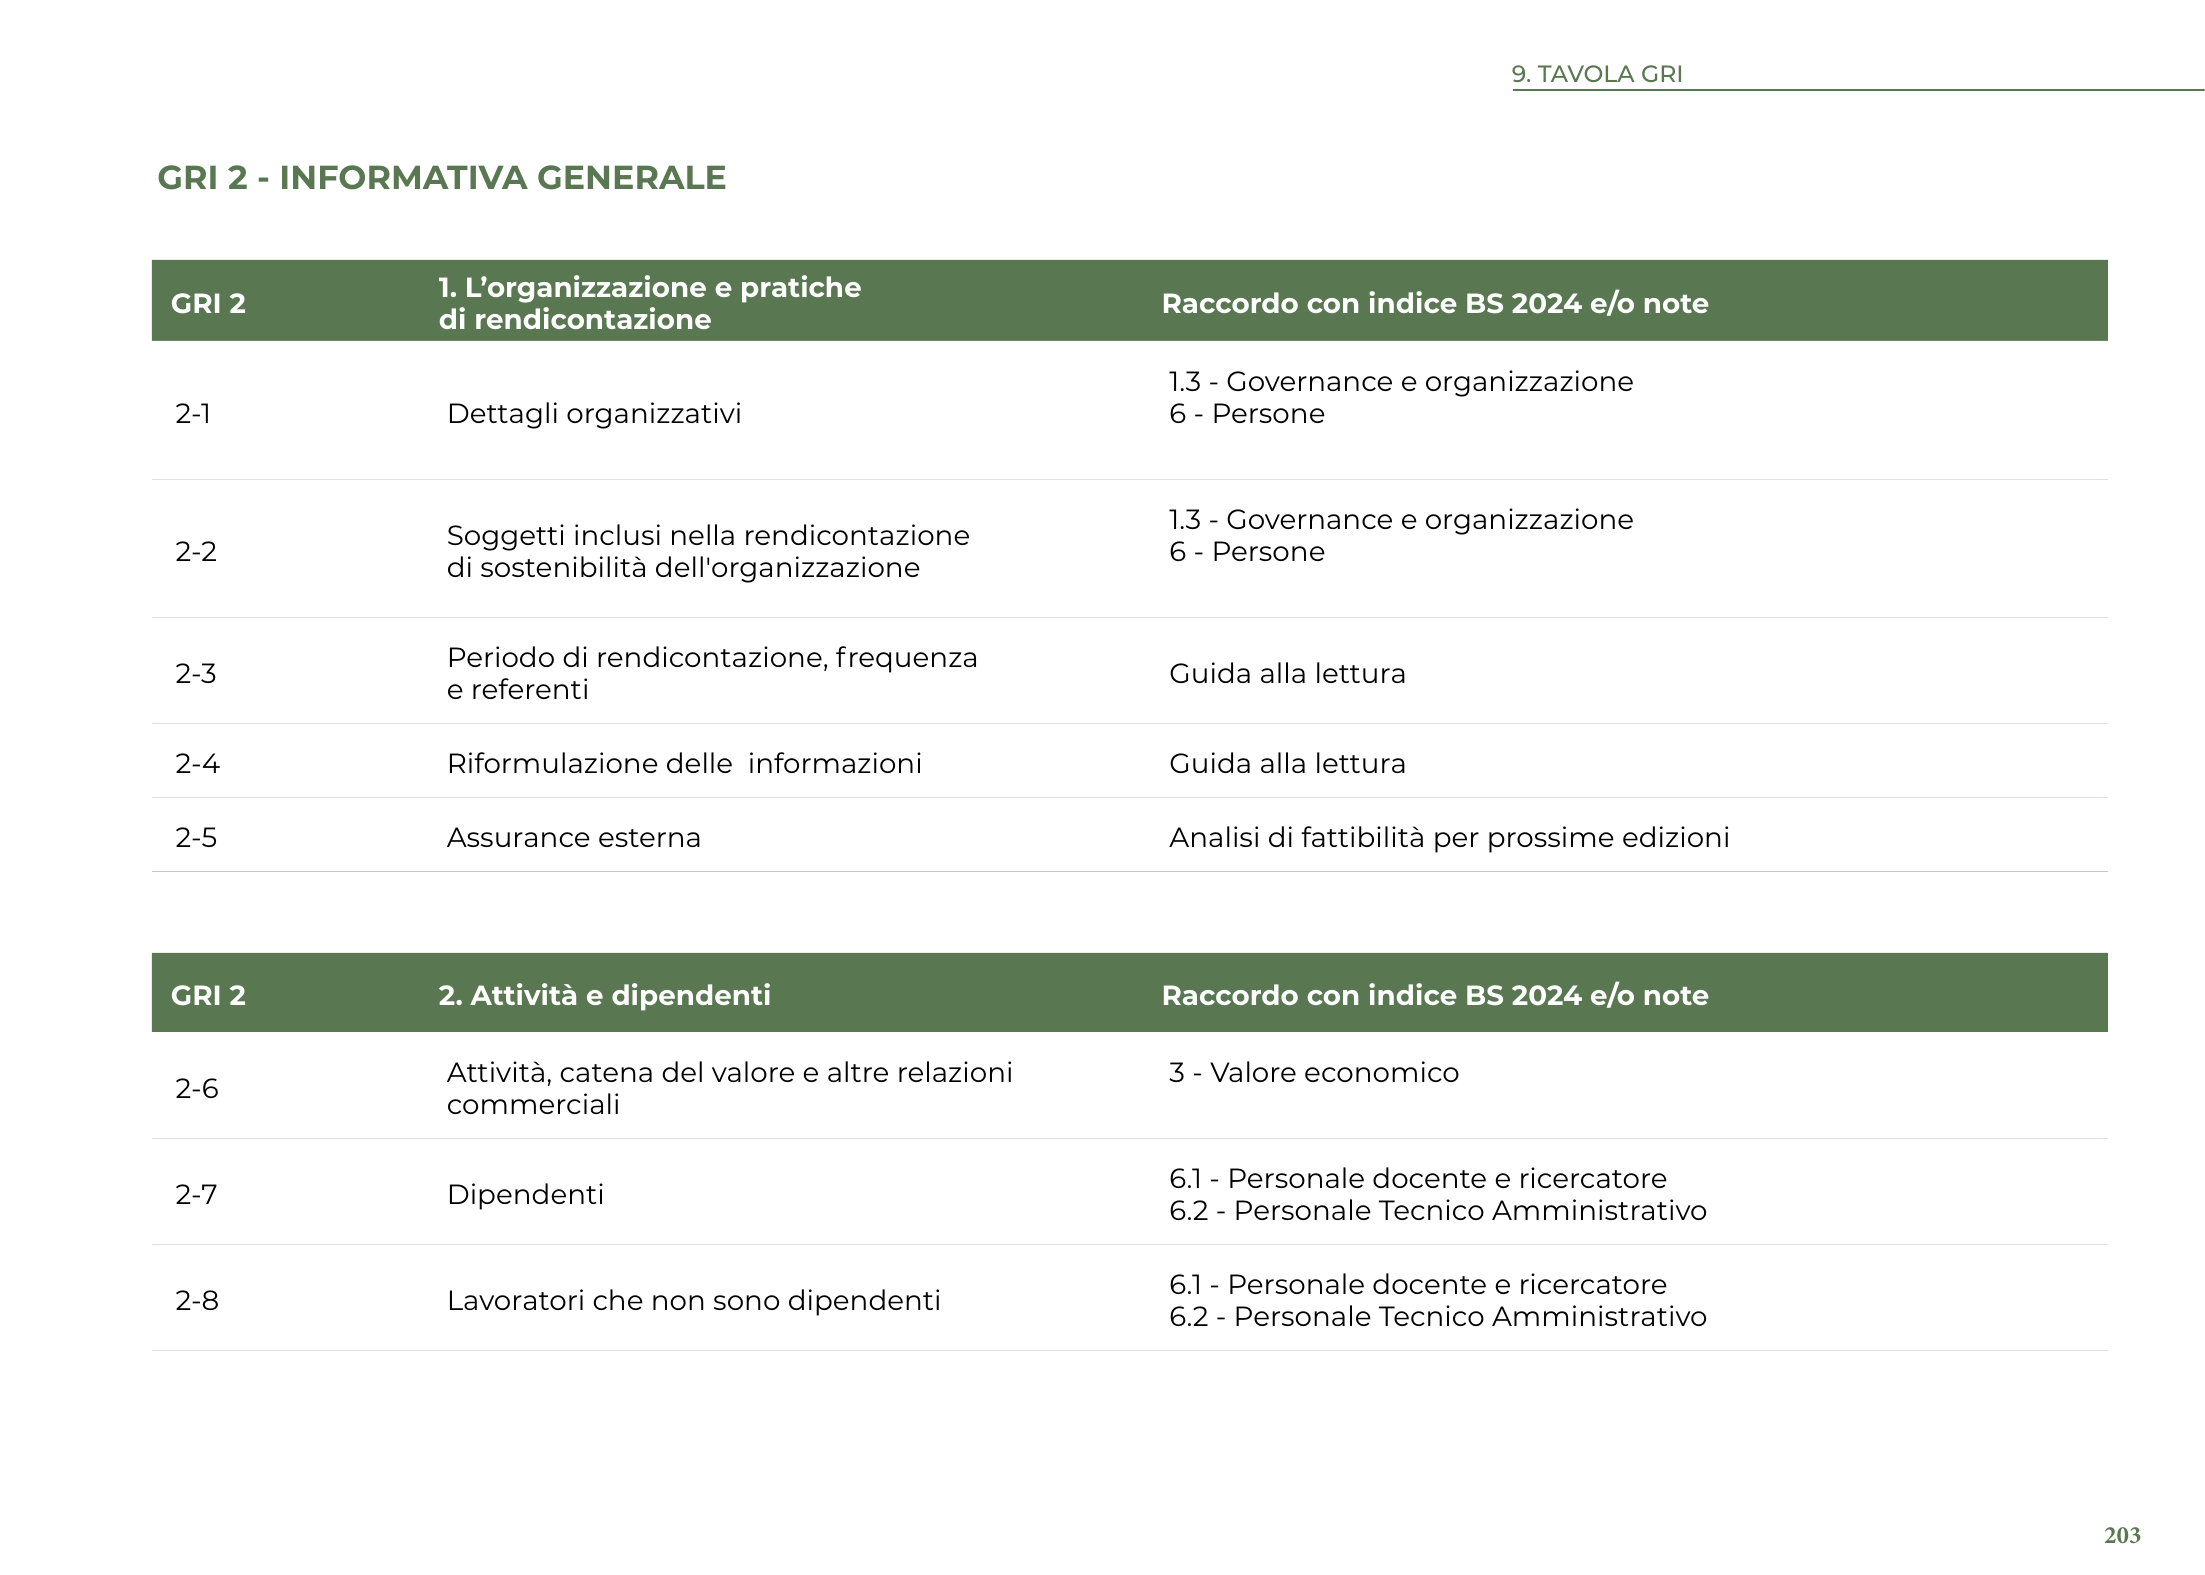 9. TAVOLA GRI
GRI 2 - INFORMATIVA GENERALE
GRI 2
1. L’organizzazione e pratiche
di rendicontazione
Raccordo con indice BS 2024 e/o note
2-1
Dettagli organizzativi
1.3 - Governance e organizzazione
6 - Persone
2-2
Soggetti inclusi nella rendicontazione
di sostenibilità dell'organizzazione
1.3 - Governance e organizzazione
6 - Persone
2-3
Periodo di rendicontazione, frequenza
e referenti
Guida alla lettura
2-4
Riformulazione delle  informazioni
Guida alla lettura
2-5
Assurance esterna
Analisi di fattibilità per prossime edizioni
GRI 2
2. Attività e dipendenti
Raccordo con indice BS 2024 e/o note
2-6
Attività, catena del valore e altre relazioni
commerciali
3 - Valore economico
2-7
Dipendenti
6.1 - Personale docente e ricercatore
6.2 - Personale Tecnico Amministrativo
2-8
Lavoratori che non sono dipendenti
6.1 - Personale docente e ricercatore
6.2 - Personale Tecnico Amministrativo
203